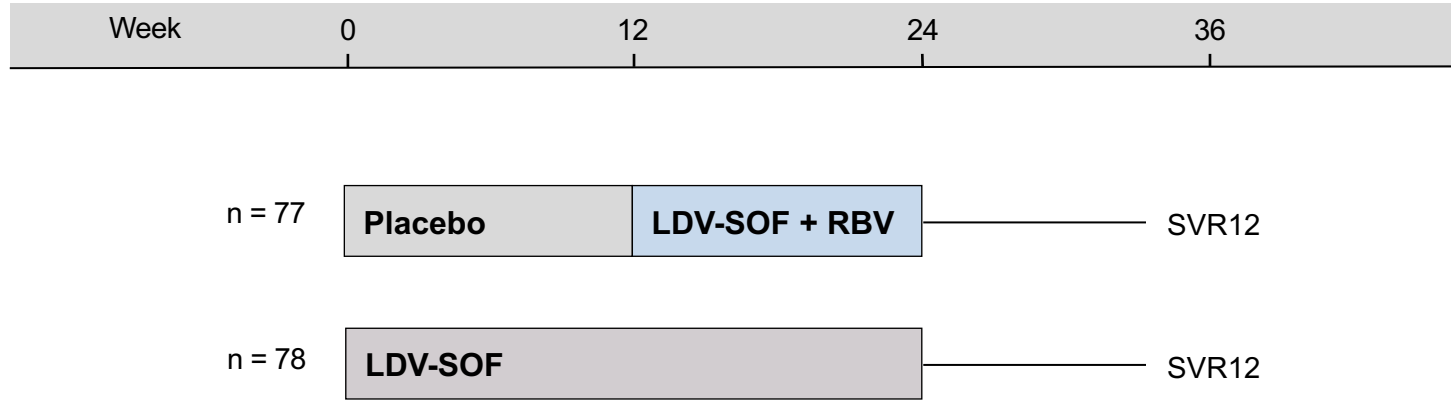 Week 0 12 24 36
n = 77 Placebo LDV-SOF + RBV SVR12
n = 78 LDV-SOF SVR12